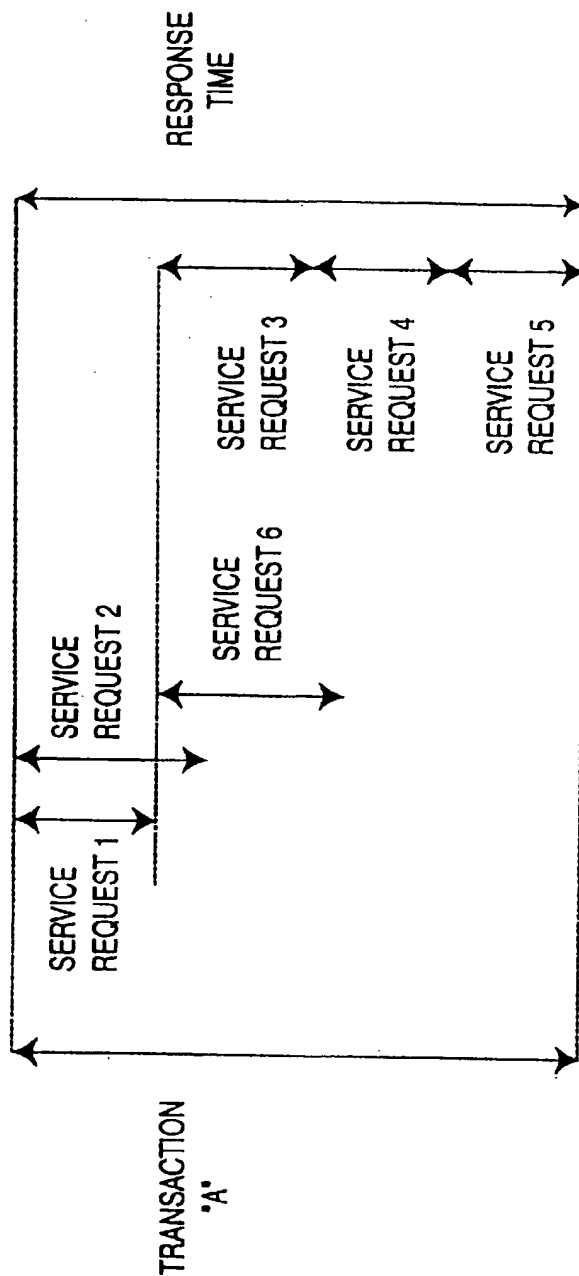 TRANSACTION
"A"
SERVICE
REQUEST 1
SERVICE
REQUEST 2
SERVICE
REQUEST 6
SERVICE
REQUEST 3
SERVICE
REQUEST 4
SERVICE
REQUEST 5
RESPONSE
TIME